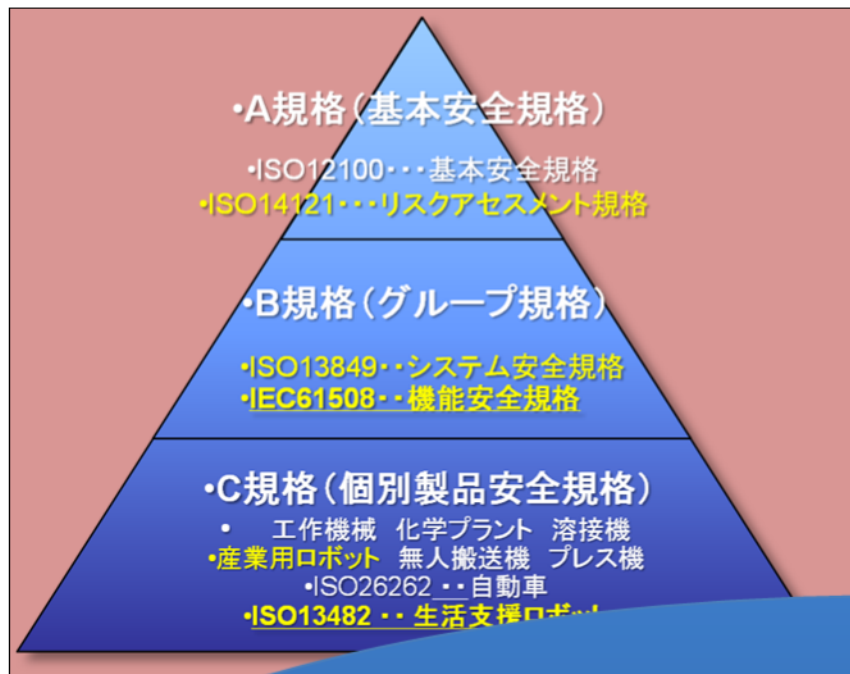 •A規格(基本安全規格)
•ISO12100・・・基本安全規格
•ISO14121・・・リスクアセスメント規格
•B規格(グループ規格)
•ISO13849・・システム安全規格
•IEC61508・・機能安全規格
•C規格(個別製品安全規格)
• 工作機械 化学プラント 溶接機
•産業用ロボット 無人搬送機 プレス機
•ISO26262 ・・自動車
•ISO13482 ・・ 生活支援ロボット